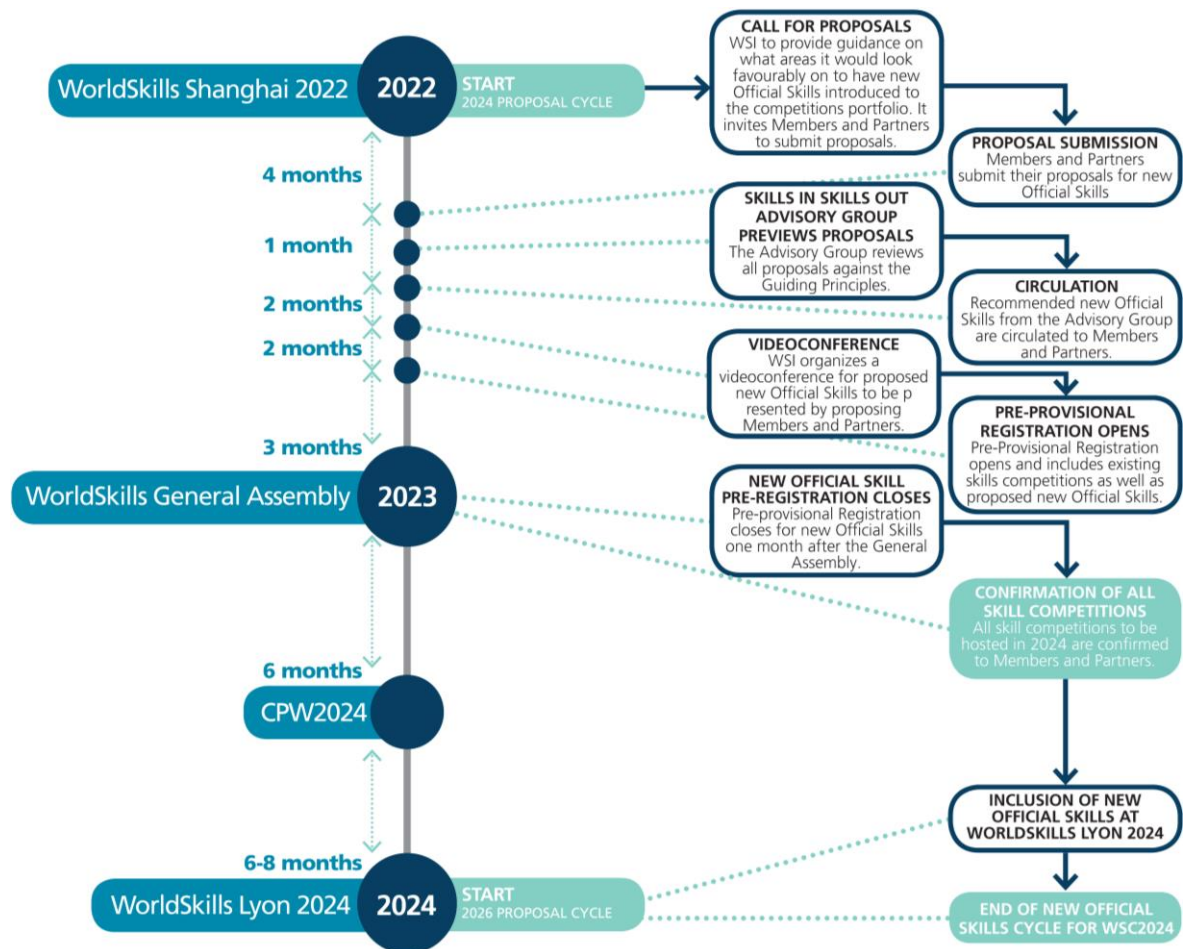 WorldSkills Shanghai 2022
2022
START
2024 PROPOSAL CYCLE
CALL FOR PROPOSALS
WSI to provide guidance on
what areas it would look
favourably on to have new
Official Skills introduced to
the competitions portfolio. It
invites Members and Partners
to submit proposals.
PROPOSAL SUBMISSION
Members and Partners
submit their proposals for new
Official Skills
4 months
SKILLS IN SKILLS OUT
ADVISORY GROUP
PREVIEWS PROPOSALS
The Advisory Group reviews
all proposals against the
Guiding Principles.
1 month
CIRCULATION
Recommended new Official
Skills from the Advisory Group
are circulated to Members
and Partners.
2 months
VIDEOCONFERENCE
WSI organizes a
videoconference for proposed
new Official Skills to be p
resented by proposing
Members and Partners.
2 months
PRE-PROVISIONAL
REGISTRATION OPENS
Pre-Provisional Registration
opens and includes existing
skills competitions as well as
proposed new Official Skills.
3 months
WorldSkills General Assembly
2023
NEW OFFICIAL SKILL
PRE-REGISTRATION CLOSES
Pre-provisional Registration
closes for new Official Skills
one month after the General
Assembly.
CONFIRMATION OF ALL
SKILL COMPETITIONS
All skill competitions to be
hosted in 2024 are confirmed
to Members and Partners.
6 months
CPW2024
INCLUSION OF NEW
OFFICIAL SKILLS AT
WORLDSKILLS LYON 2024
6-8 months
WorldSkills Lyon 2024
2024
START
2026 PROPOSAL CYCLE
END OF NEW OFFICIAL
SKILLS CYCLE FOR WSC2024